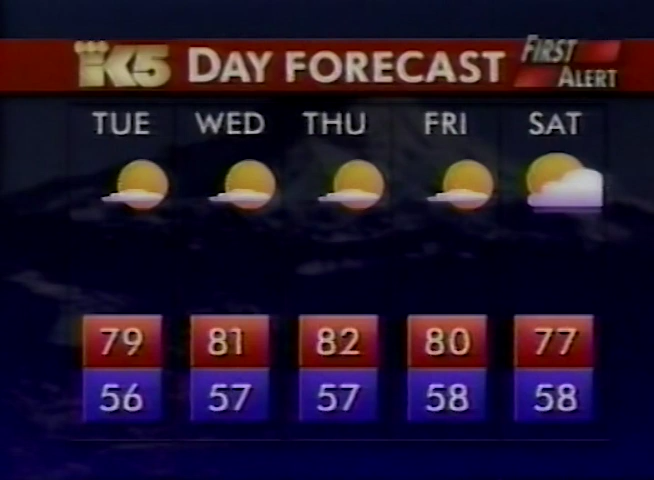 K5 DAY FORECAST FIRST ALERT
TUE WED THU FRI SAT
79 81 82 80 77
56 57 57 58 58